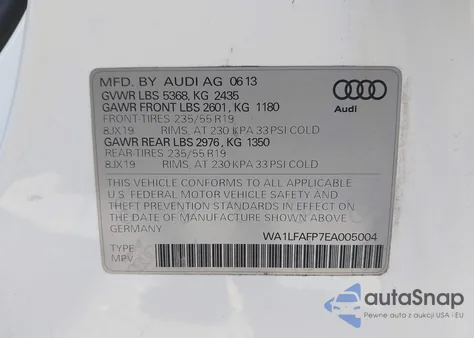 MFD. BY AUDI AG 06 13
GVWR LBS 5368, KG 2435
GAWR FRONT LBS 2601, KG 1180
FRONT-TIRES 235/55 R19
8JX19 RIMS, AT 230 KPA 33 PSI COLD
GAWR REAR LBS 2976, KG 1350
REAR-TIRES 235/55 R19
8JX19 RIMS, AT 230 KPA 33 PSI COLD
Audi
THIS VEHICLE CONFORMS TO ALL APPLICABLE
U.S. FEDERAL MOTOR VEHICLE SAFETY AND
THEFT PREVENTION STANDARDS IN EFFECT ON
THE DATE OF MANUFACTURE SHOWN ABOVE
GERMANY
WA1LFAFP7EA005004
TYPE
MPV
autoSnap
Pewne auto z aukcji USA i EU